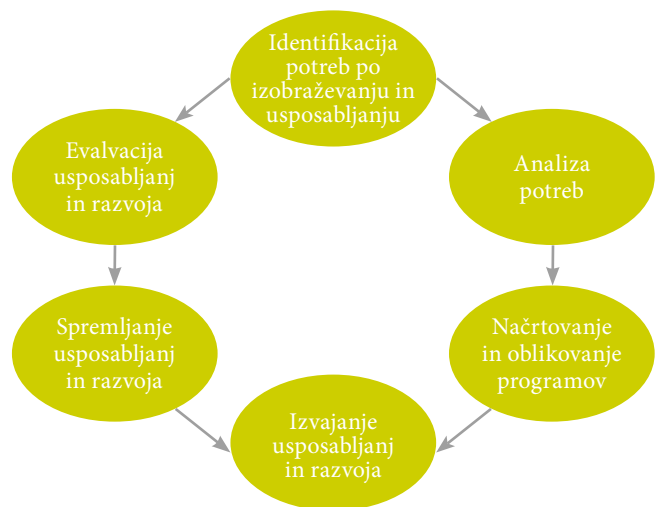 Identifikacija
potreb po
izobraževanju in
usposabljanju
Evalvacija
usposabljanj
in razvoja
Analiza
potreb
Spremljanje
usposabljanj
in razvoja
Načrtovanje
in oblikovanje
programov
Izvajanje
usposabljanj
in razvoja